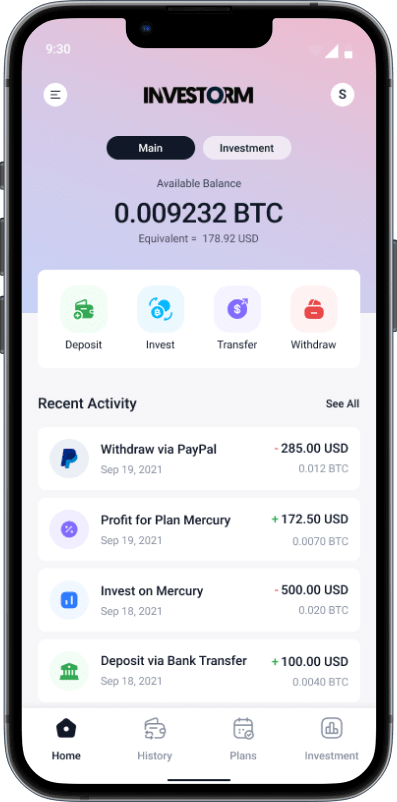 9:30
INVESTORM
S
Main
Investment
Available Balance
0.009232 BTC
Equivalent = 178.92 USD
Deposit
Invest
Transfer
Withdraw
Recent Activity
See All
Withdraw via PayPal
- 285.00 USD
Sep 19, 2021
0.012 BTC
Profit for Plan Mercury
+ 172.50 USD
Sep 19, 2021
0.0070 BTC
Invest on Mercury
- 500.00 USD
Sep 18, 2021
0.020 BTC
Deposit via Bank Transfer
+ 100.00 USD
Sep 18, 2021
0.0040 BTC
Home
History
Plans
Investment